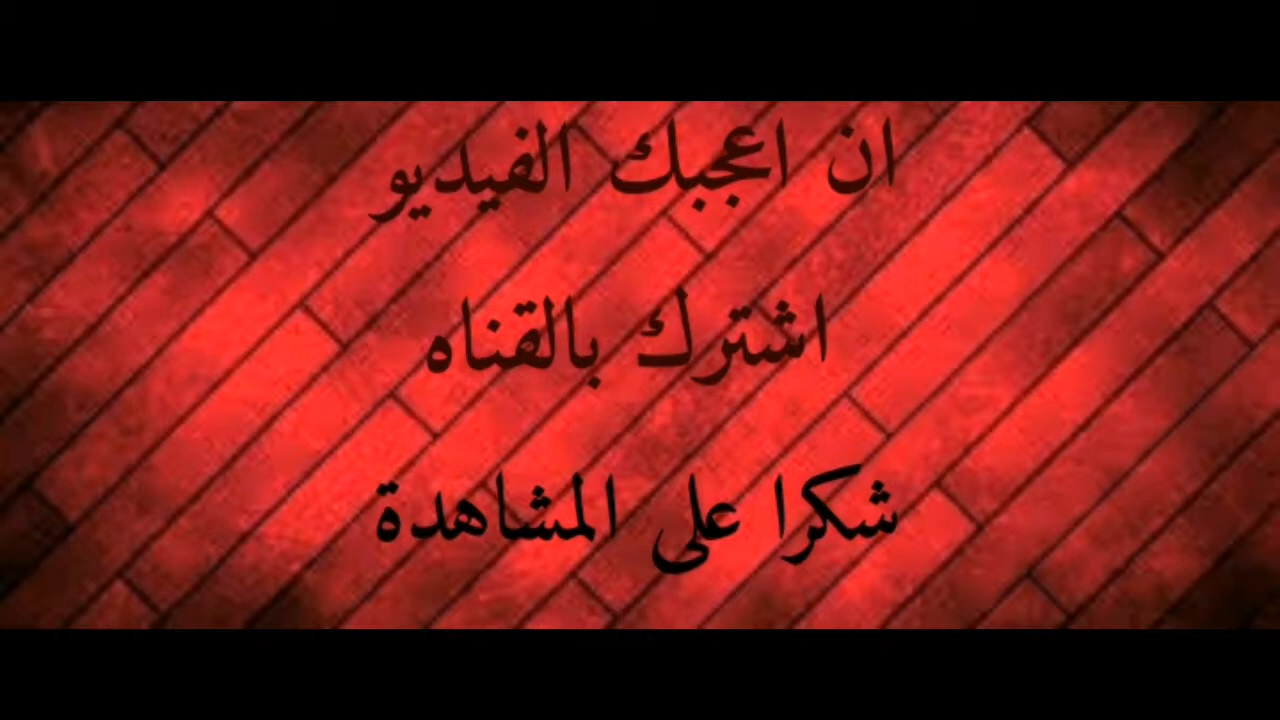 ان اعجبك الفيديو
اشترك بالقناه
شكرا على المشاهدة